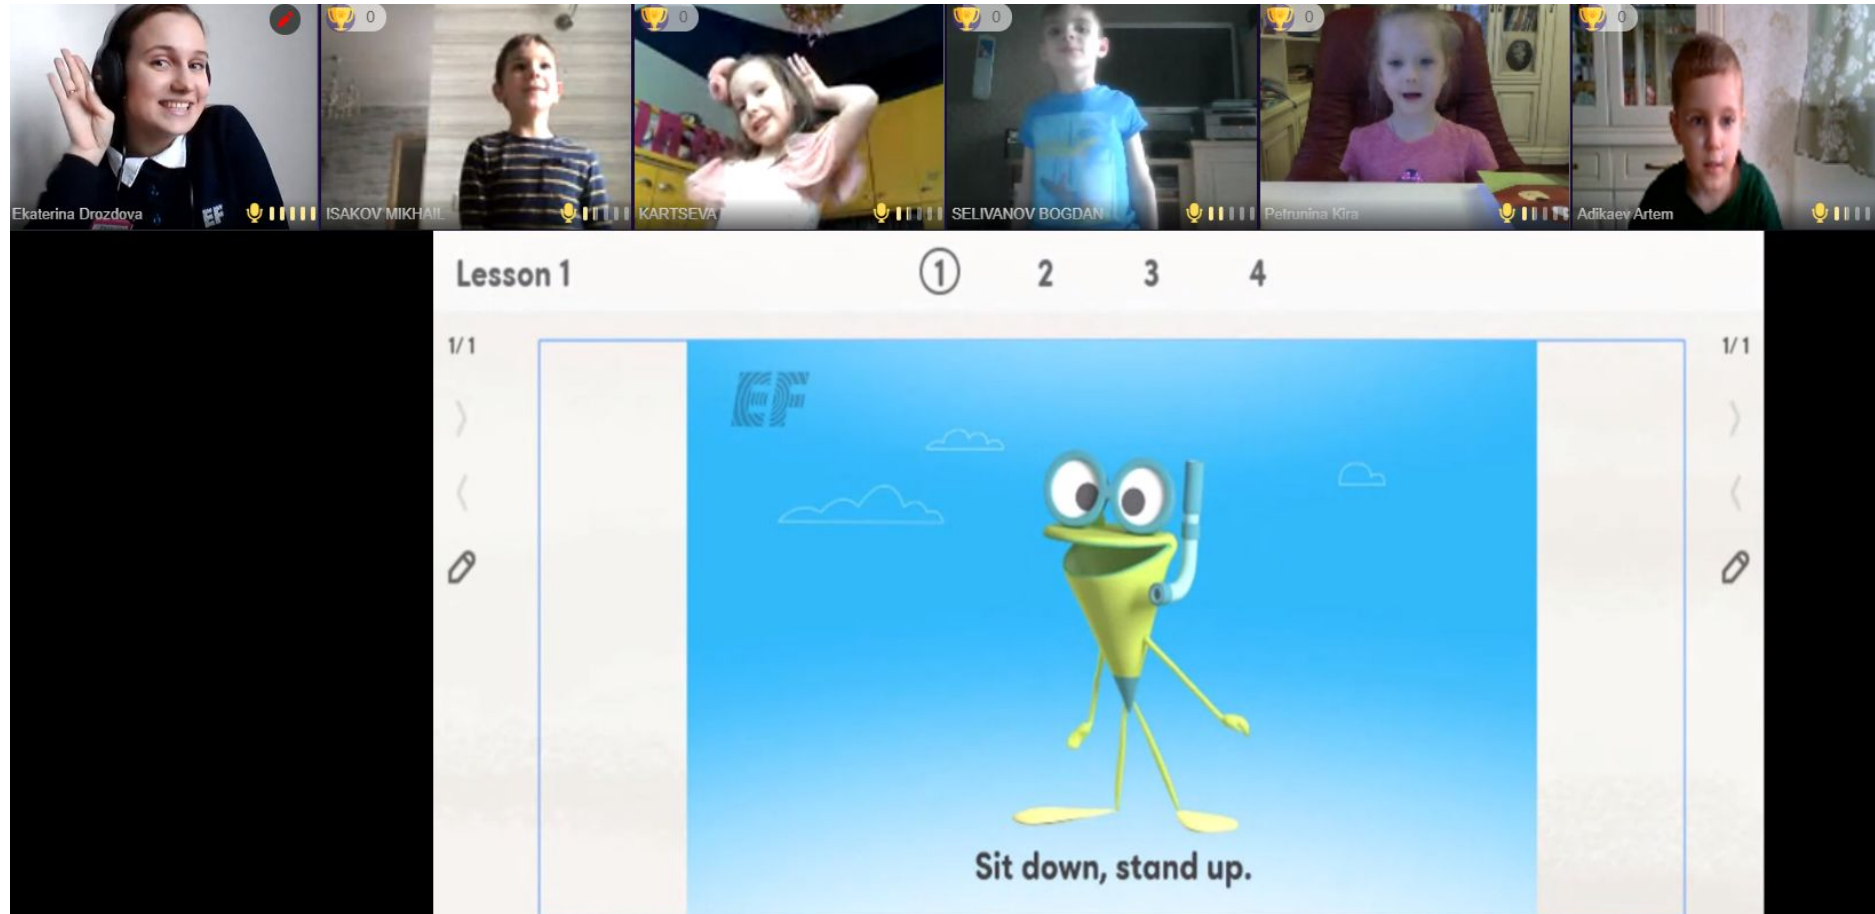 0
0
0
0
0
Ekaterina Drozdova
EF
ISAKOV MIKHAIL
KARTSEVA
SELIVANOV BOGDAN
Petrunina Kira
Adikaev Artem
Lesson 1
1
2
3
4
1/1
1/1
EF
Sit down, stand up.